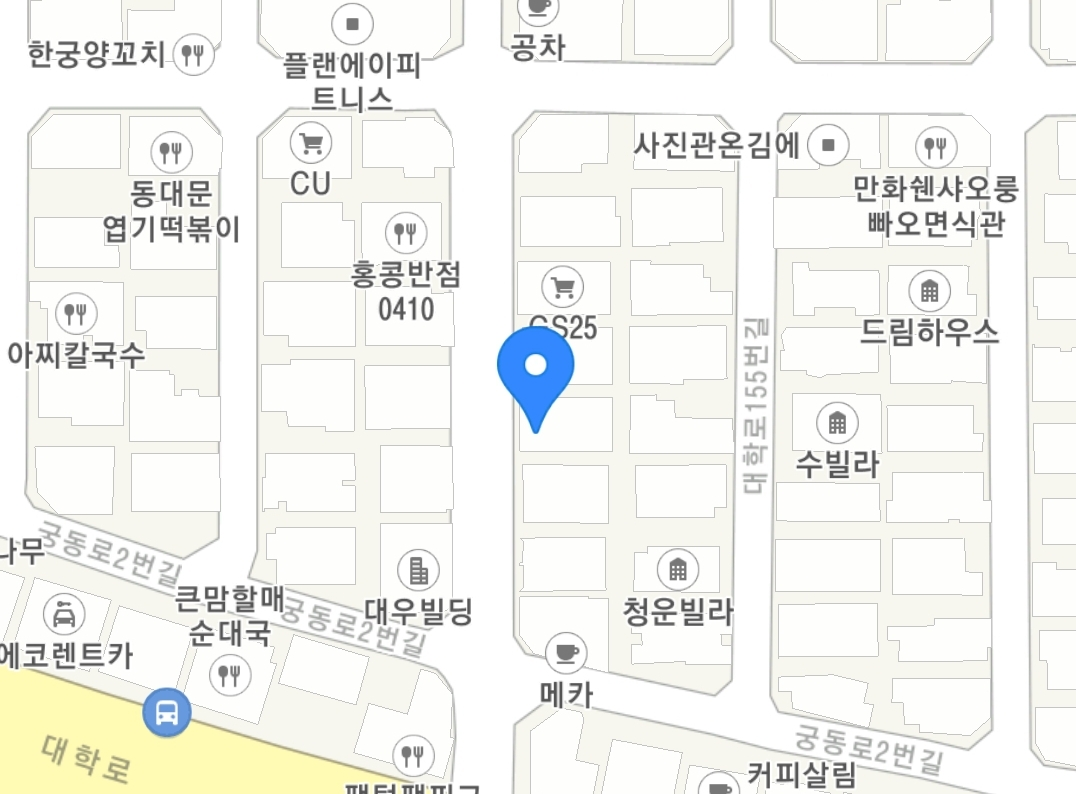 한궁양꼬치
플랜에이피
트니스
공차
동대문
엽기떡볶이
CU
사진관온김에
만화쉔샤오룽
빠오면식관
홍콩반점
0410
GS25
드림하우스
아찌칼국수
대학로155번길
수빌라
궁동로2번길
나무
큰맘할매
순대국
궁동로2번길
대우빌딩
청운빌라
에코렌트카
메카
대학로
궁동로2번길
커피살림